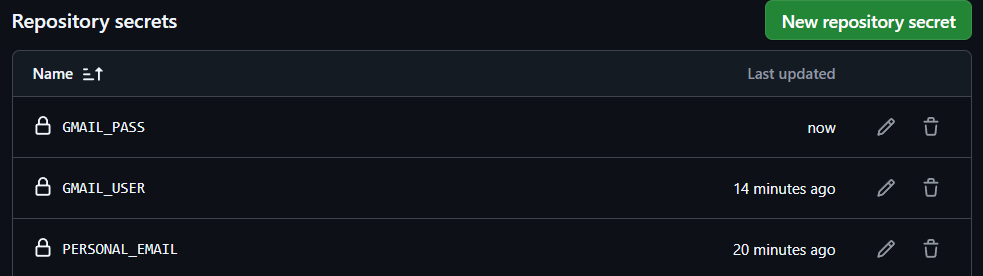 Repository secrets
New repository secret
Name
Last updated
GMAIL_PASS
now
GMAIL_USER
14 minutes ago
PERSONAL_EMAIL
20 minutes ago